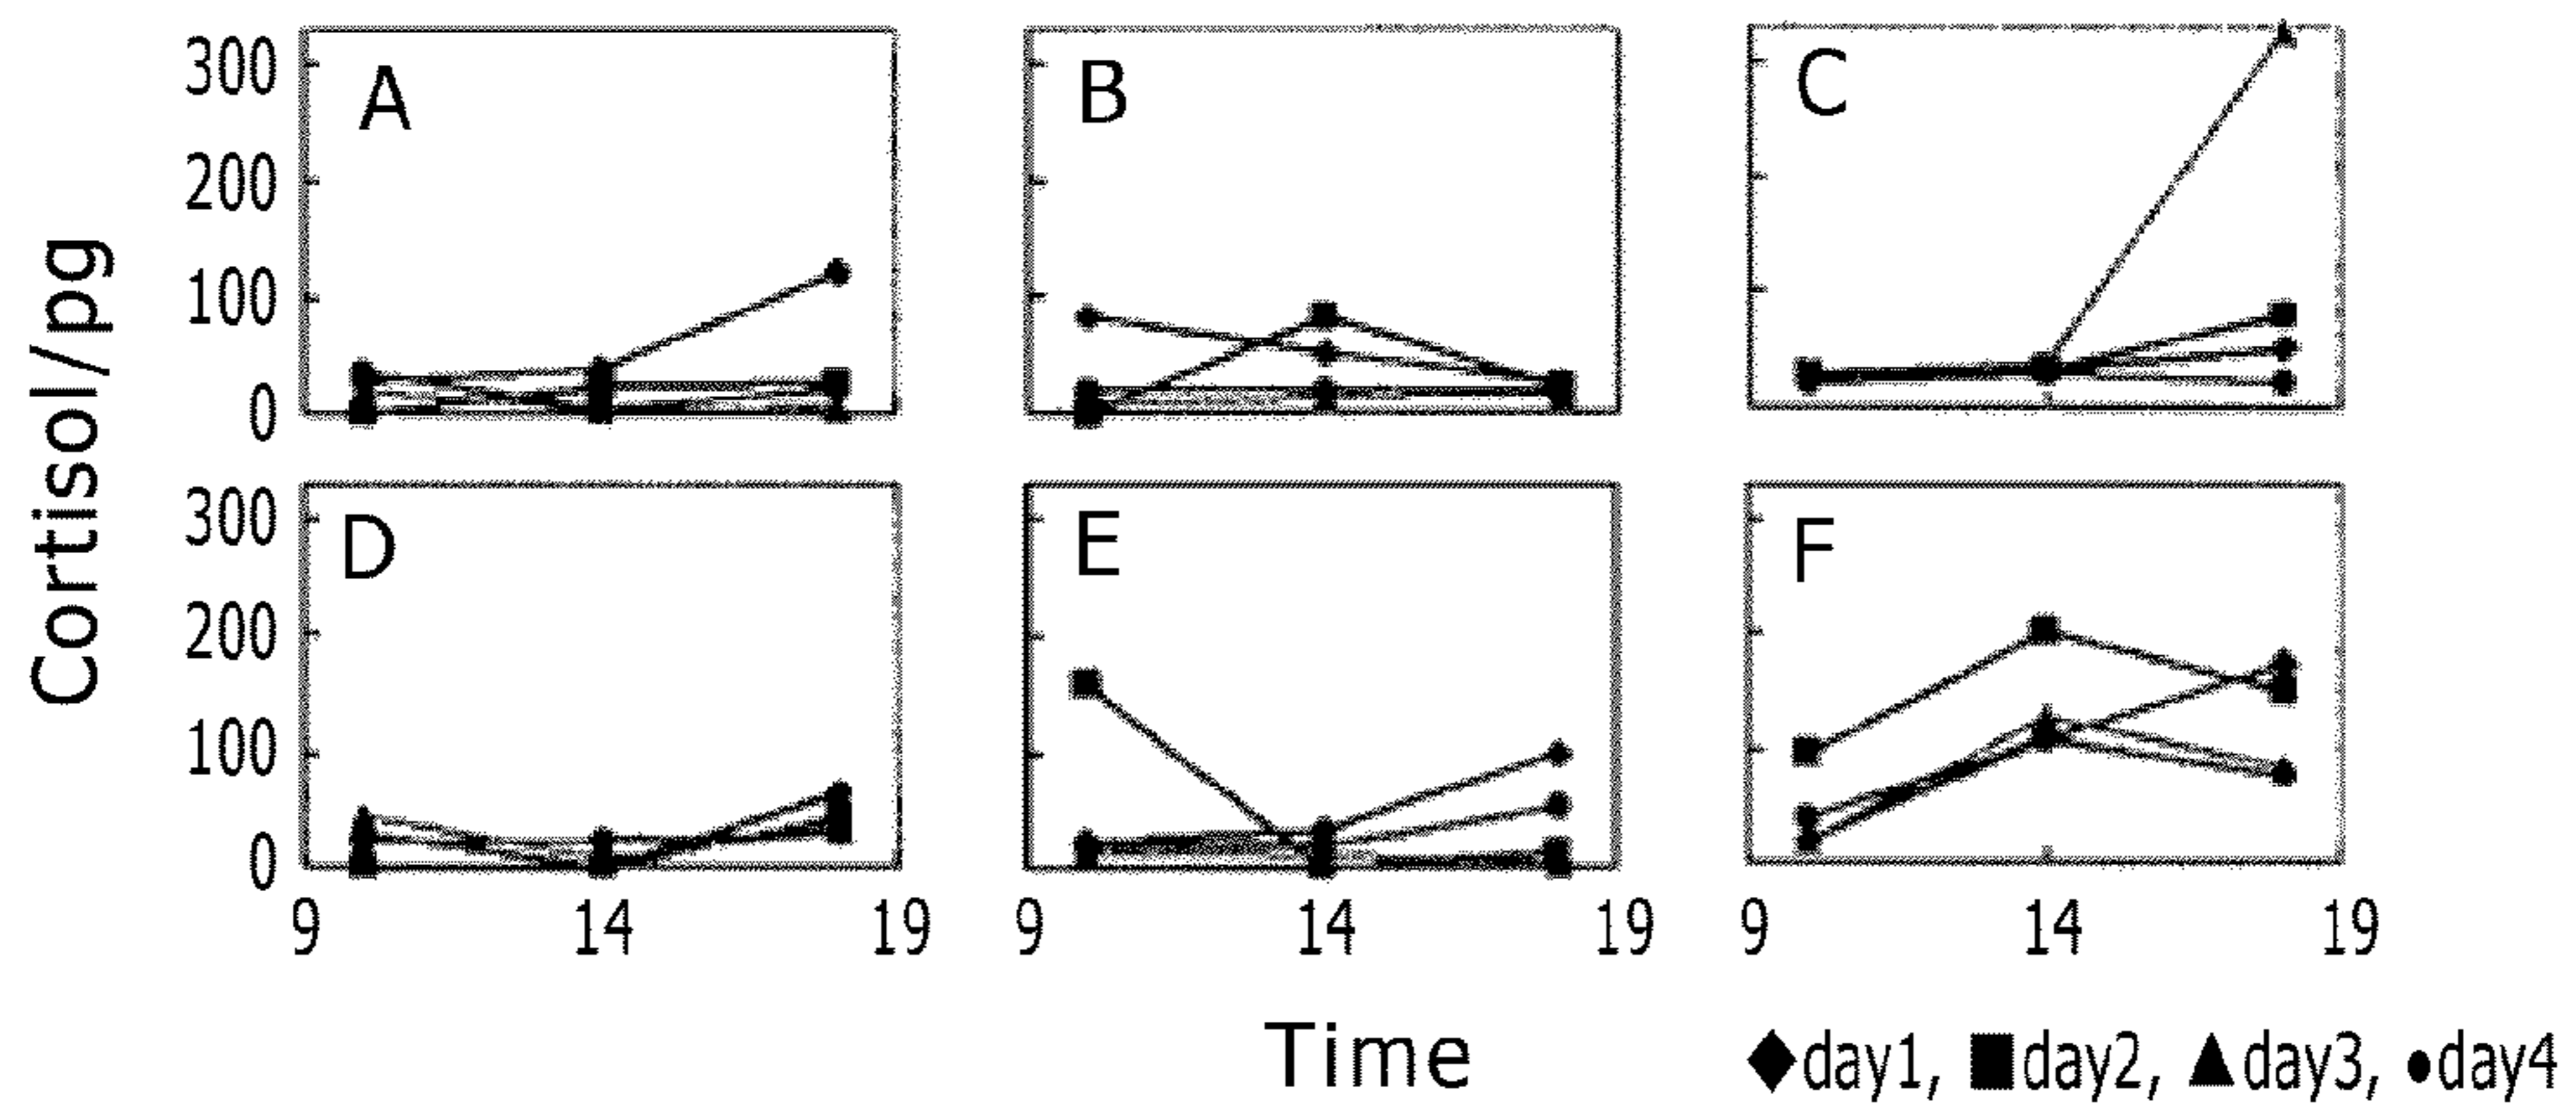 Cortisol/pg
300
200
100
0
A
B
C
300
200
100
0
D
E
F
9 14 19 9 14 19 9 14 19
Time
day1, day2, day3, day4